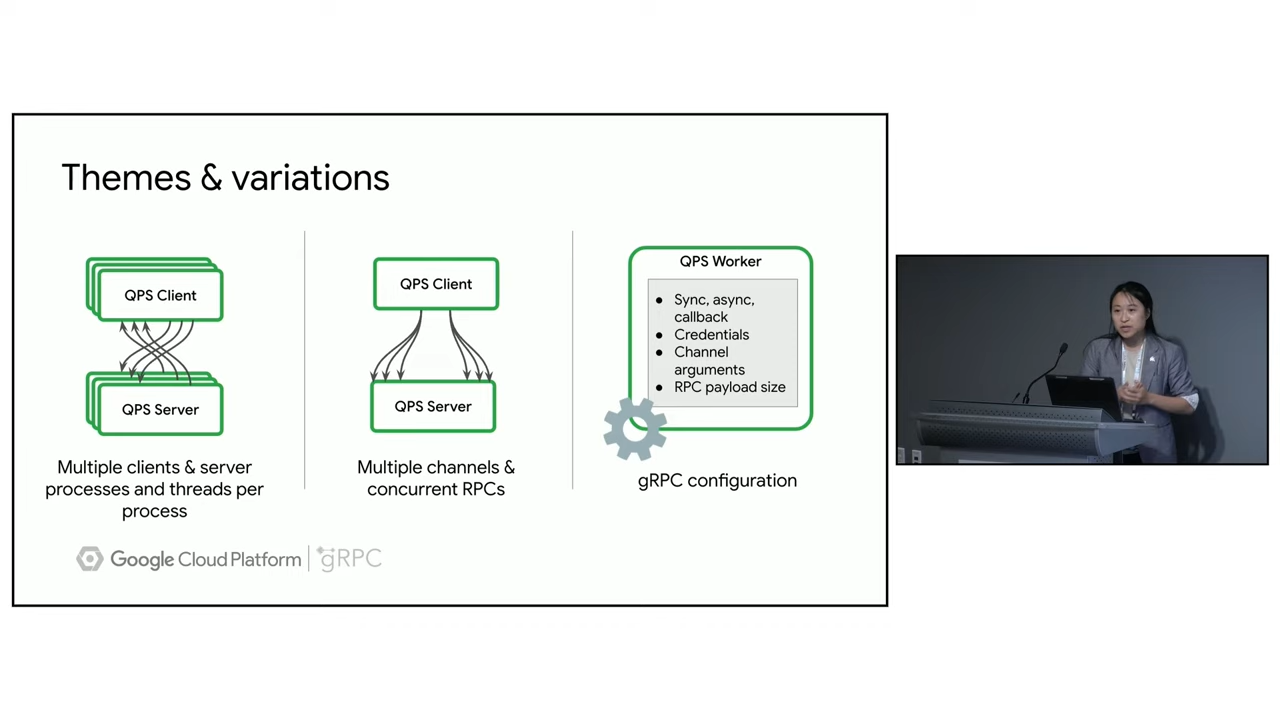 Themes & variations
QPS Client
QPS Server
Multiple clients & server
processes and threads per
process
QPS Client
QPS Server
Multiple channels &
concurrent RPCs
QPS Worker
● Sync, async,
callback
● Credentials
● Channel
arguments
● RPC payload size
gRPC configuration
Google Cloud Platform
gRPC